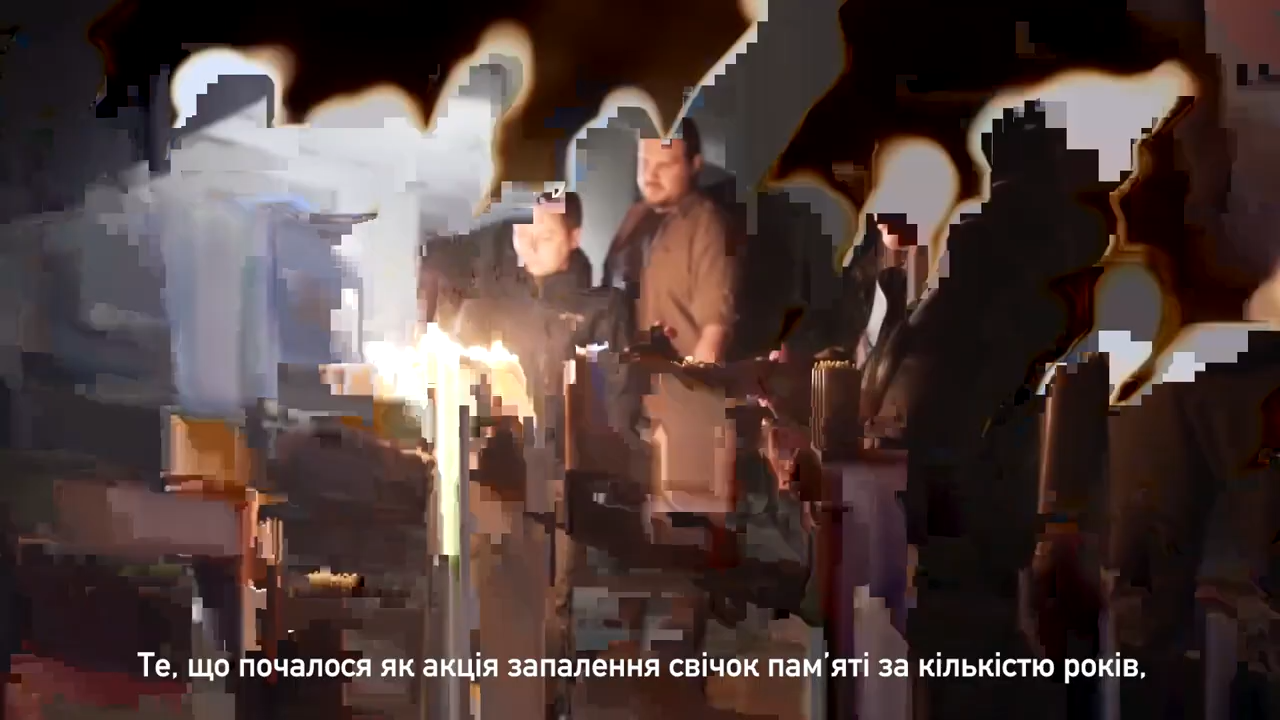 Те, що почалося як акція запалення свічок пам’яті за кількістю років,